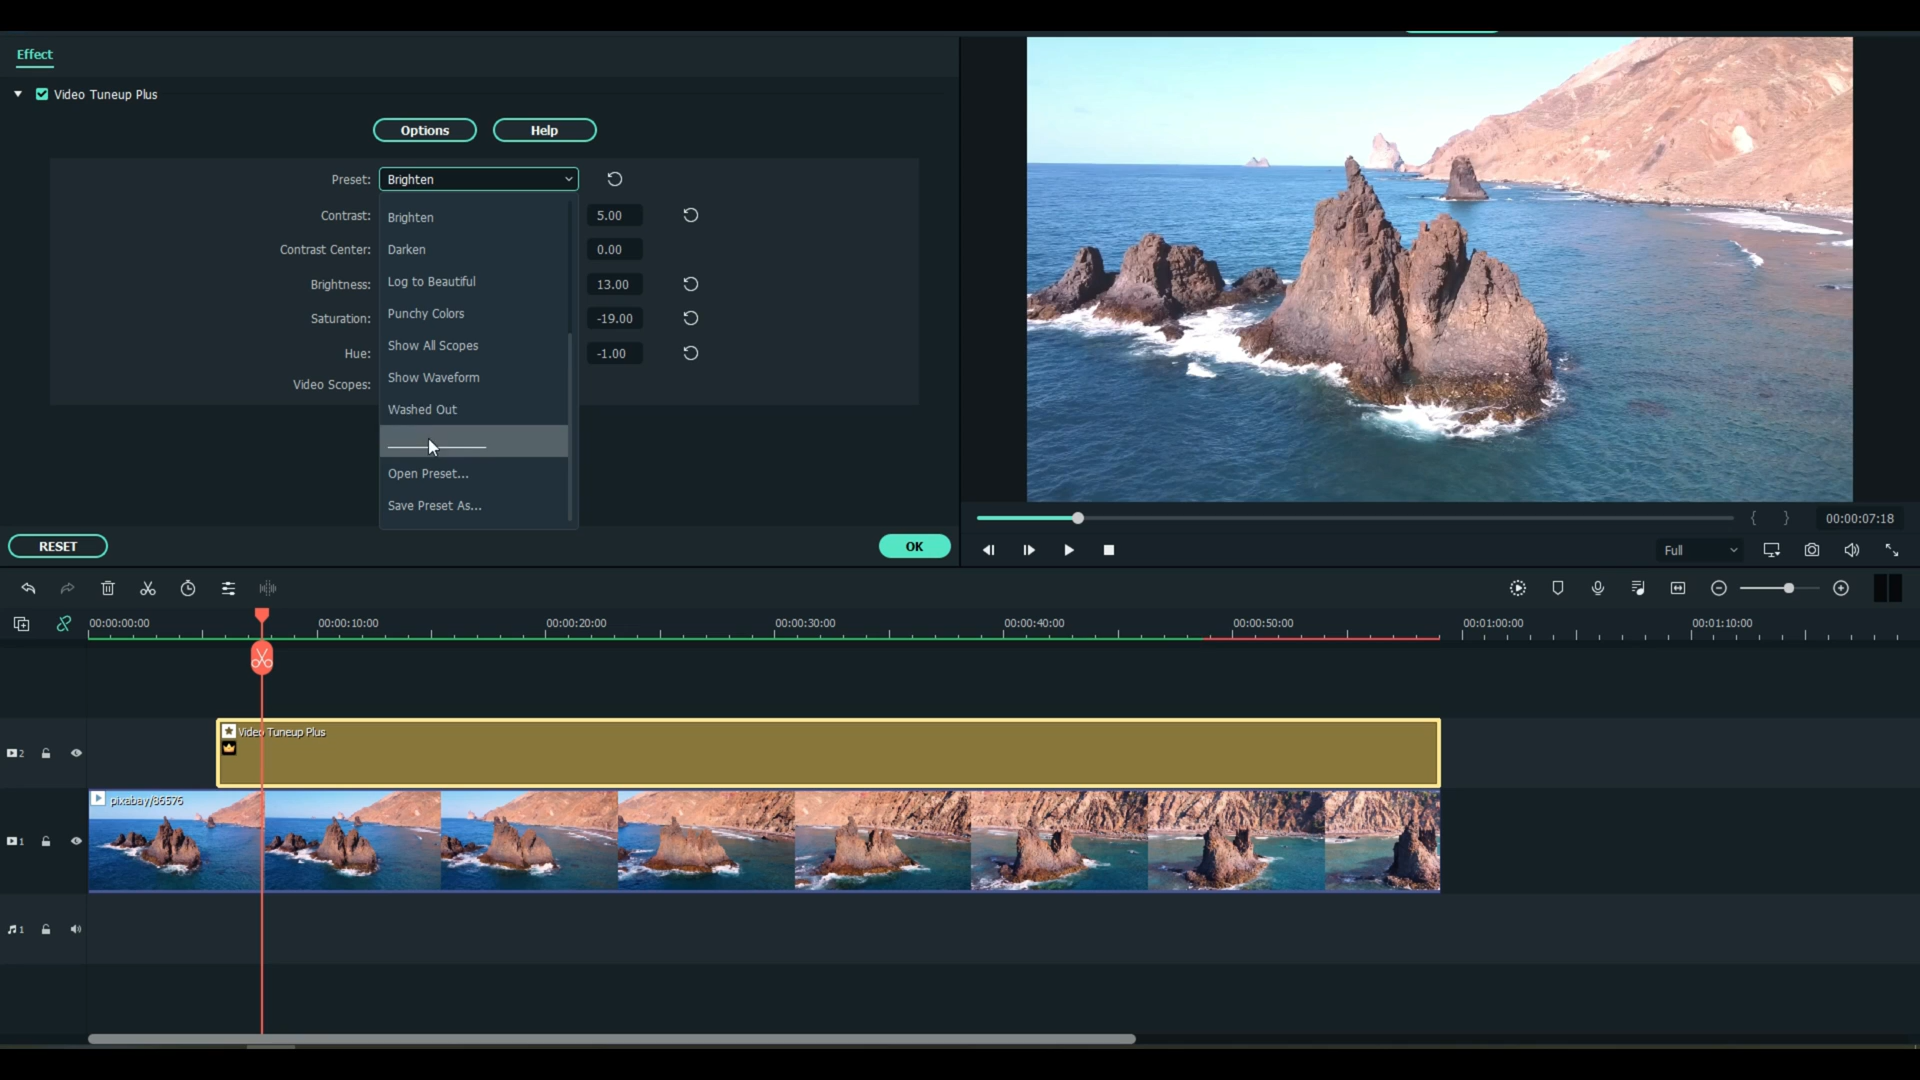 Effect
Video Tuneup Plus
Options Help
Preset: Brighten
Contrast: 5.00
Brighten
Contrast Center: 0.00
Darken
Brightness: 13.00
Log to Beautiful
Saturation: -19.00
Punchy Colors
Hue: -1.00
Show All Scopes
Video Scopes:
Show Waveform
Washed Out
Open Preset...
Save Preset As...
RESET OK
00:00:07:18
Full
00:00:00:00 00:00:10:00 00:00:20:00 00:00:30:00 00:00:40:00 00:00:50:00 00:01:00:00 00:01:10:00
2
Video Tuneup Plus
1
pixabay/86576
1